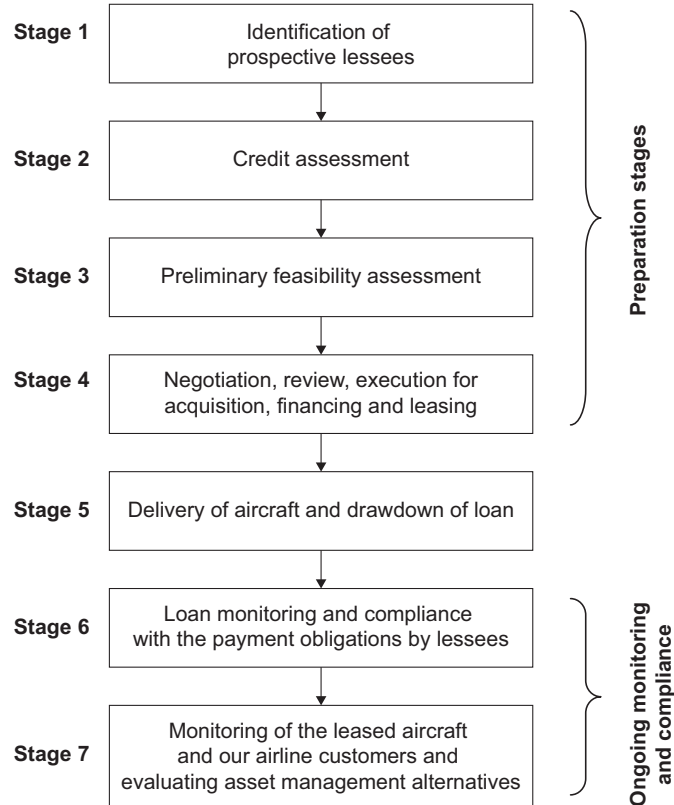 Stage 1
Identification of
prospective lessees
Stage 2
Credit assessment
Stage 3
Preliminary feasibility assessment
Stage 4
Negotiation, review, execution for
acquisition, financing and leasing
Preparation stages
Stage 5
Delivery of aircraft and drawdown of loan
Stage 6
Loan monitoring and compliance
with the payment obligations by lessees
Stage 7
Monitoring of the leased aircraft
and our airline customers and
evaluating asset management alternatives
Ongoing monitoring
and compliance